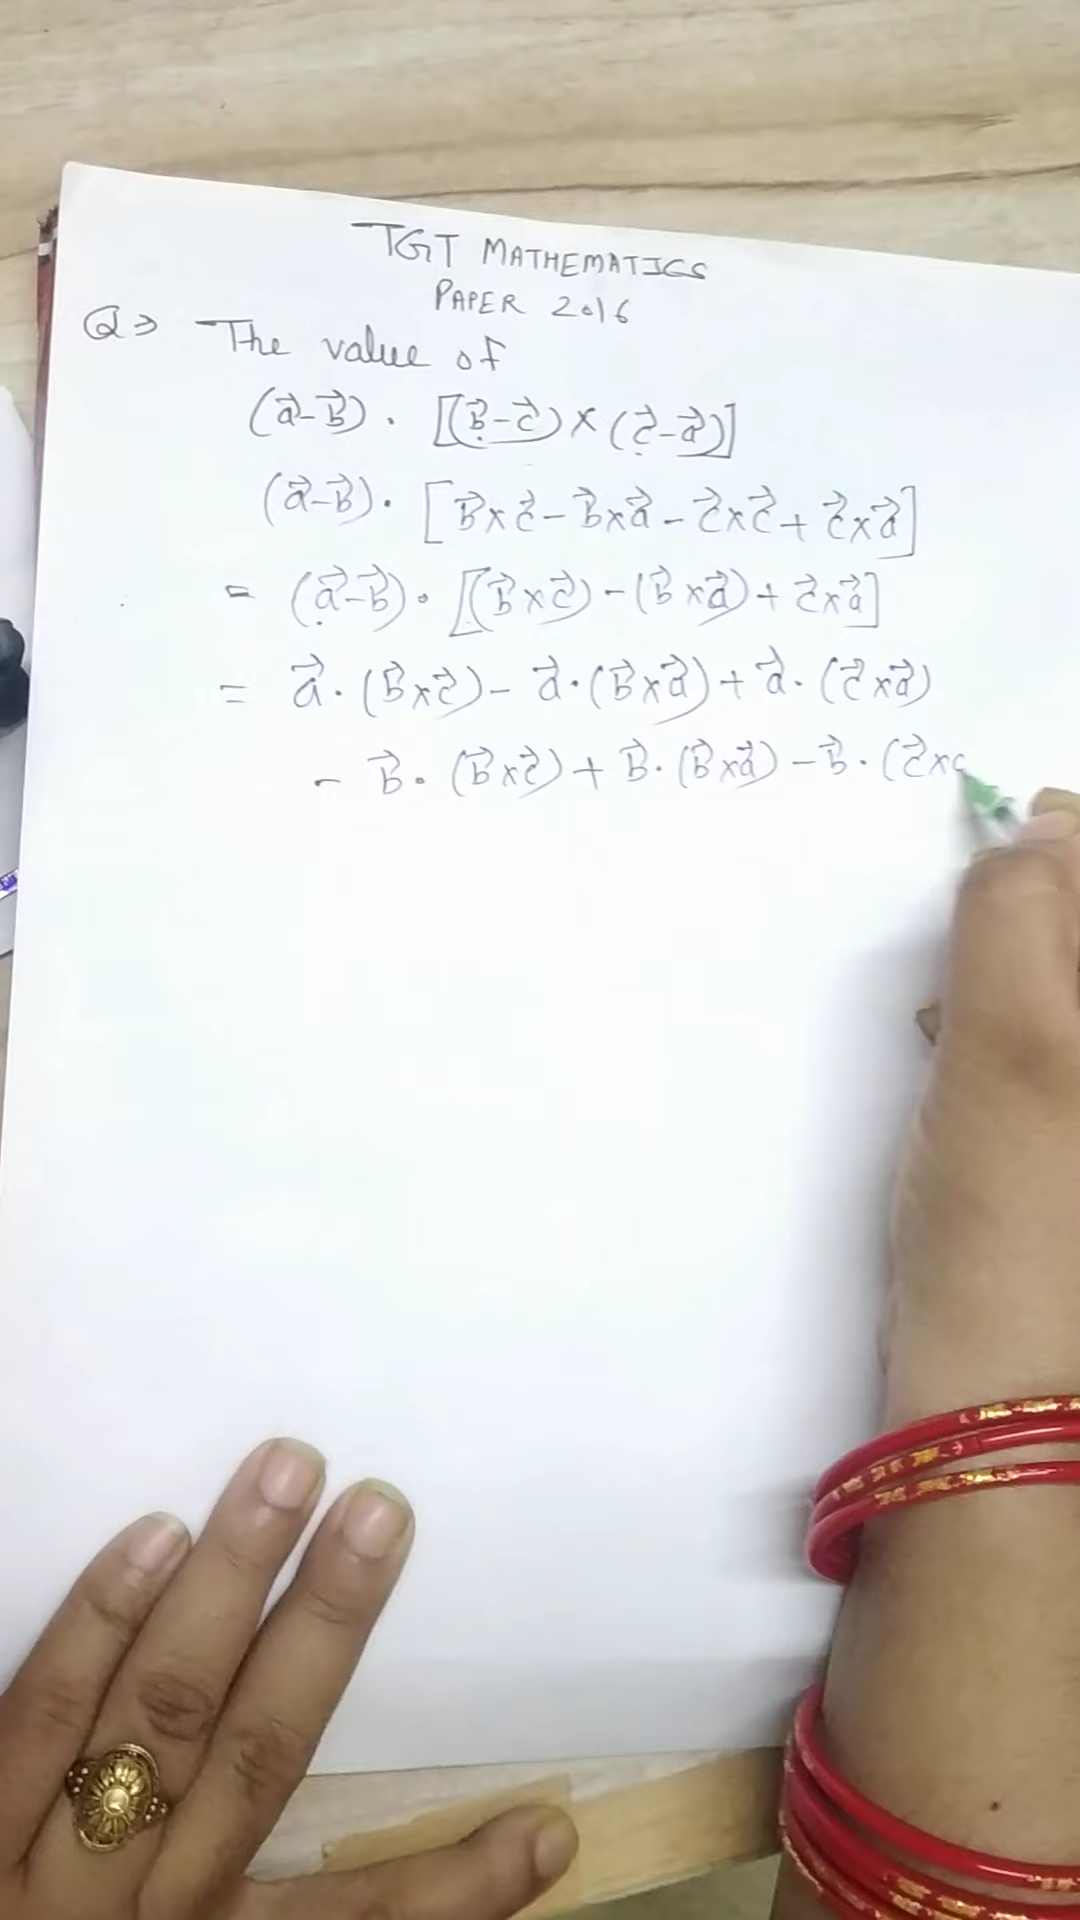 TGT MATHEMATICS
PAPER 2016
Q⇒ The value of
(a⃗-b⃗) . [(b⃗-c⃗)×(c⃗-a⃗)]
(a⃗-b⃗) . [b⃗×c⃗-b⃗×a⃗-c⃗×c⃗+c⃗×a⃗]
= (a⃗-b⃗) . [(b⃗×c⃗)-(b⃗×a⃗)+c⃗×a⃗]
= a⃗ . (b⃗×c⃗)- a⃗ . (b⃗×a⃗)+a⃗ . (c⃗×a⃗)
- b⃗ . (b⃗×c⃗)+b⃗ . (b⃗×a⃗)-b⃗ . (c⃗×